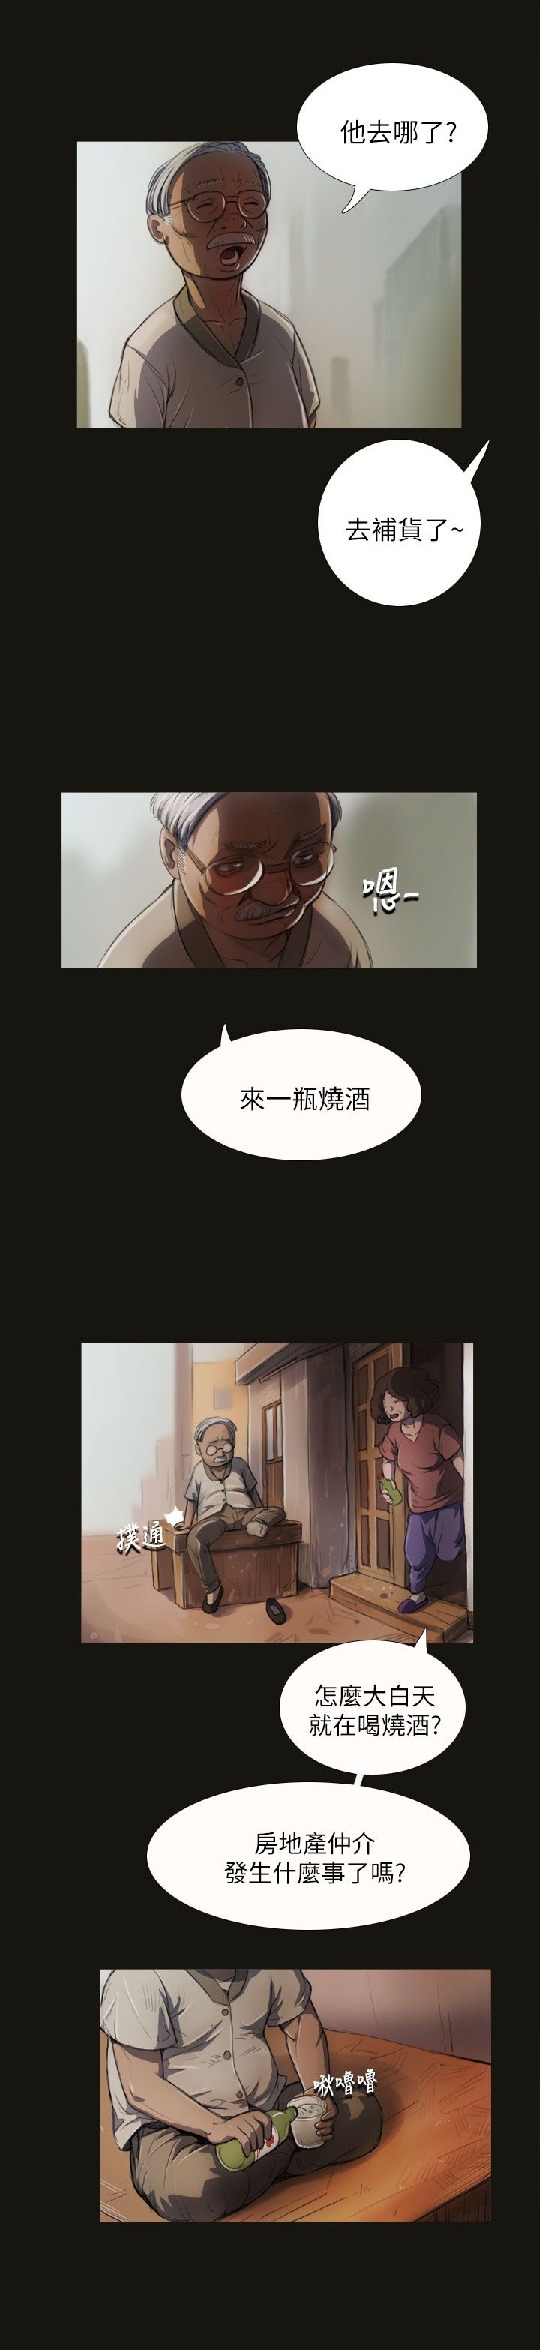 他去哪了?
去補貨了~
嗯-
來一瓶燒酒
撲通
怎麼大白天
就在喝燒酒?
房地產仲介
發生什麼事了嗎?
啾嚕嚕